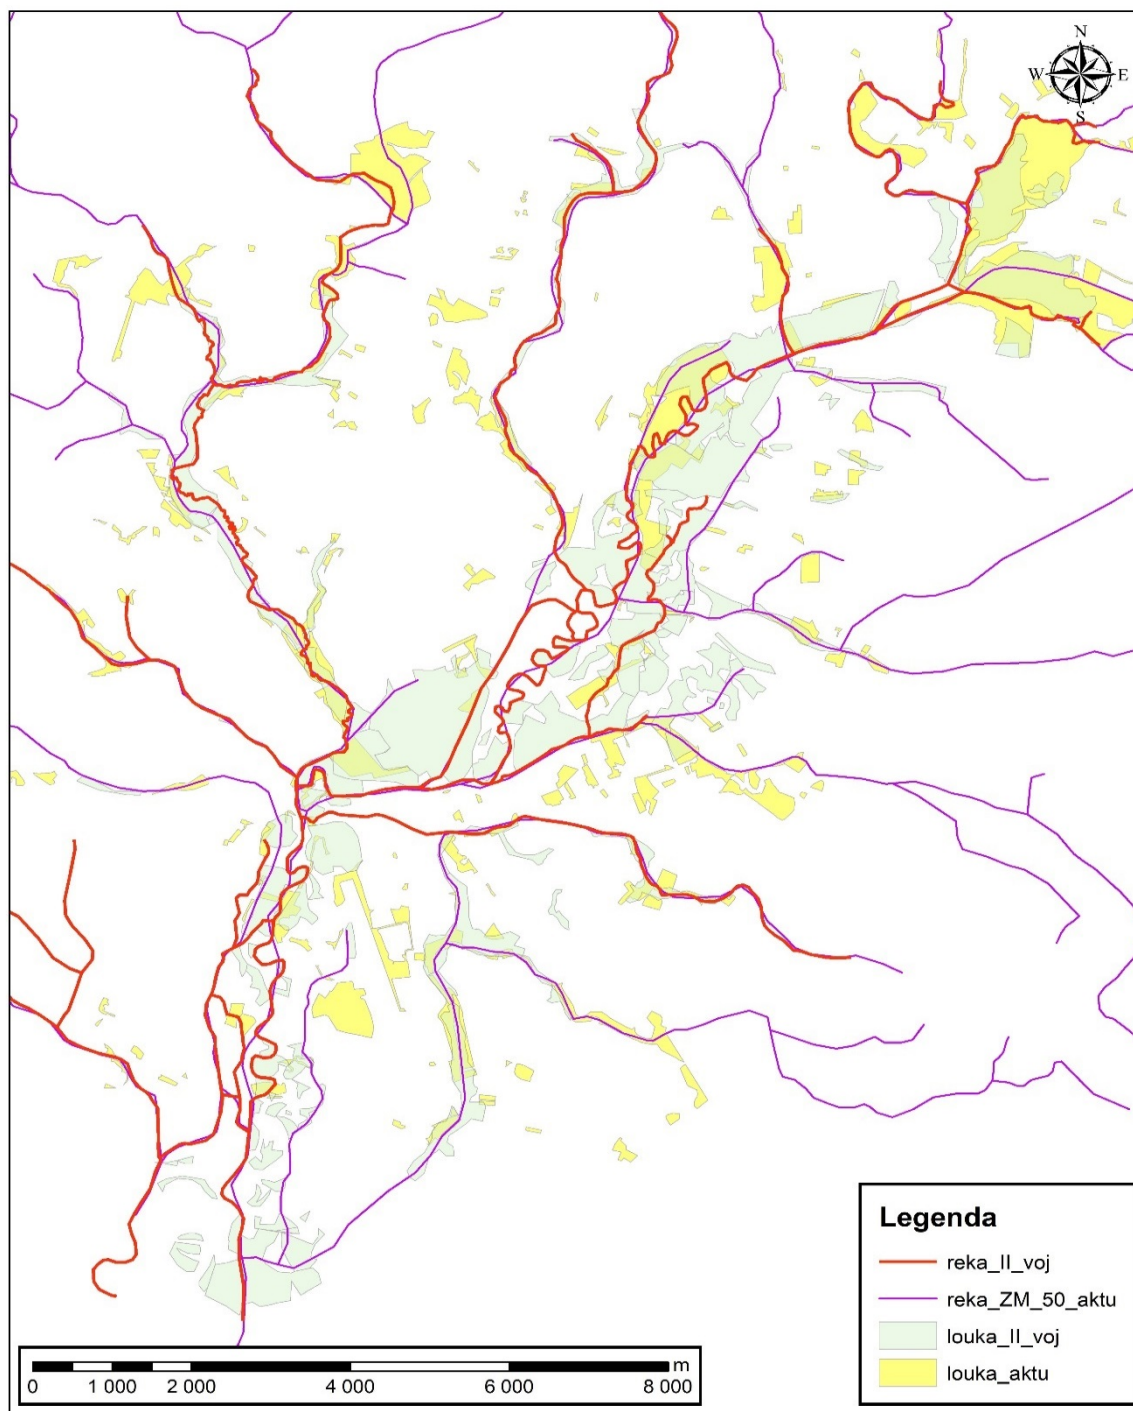 N
W E
S
Legenda
reka_II_voj
reka_ZM_50_aktu
louka_II_voj
louka_aktu
m
0 1 000 2 000 4 000 6 000 8 000